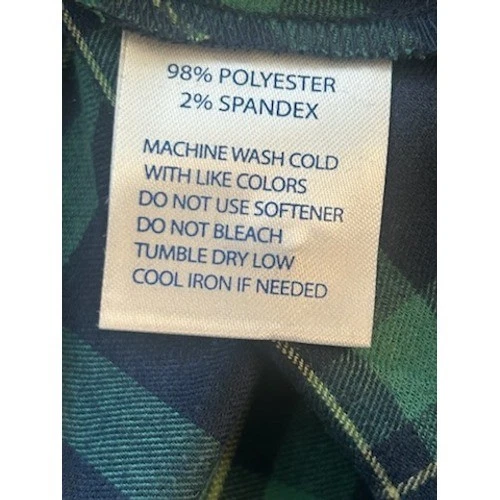 98% POLYESTER
2% SPANDEX
MACHINE WASH COLD
WITH LIKE COLORS
DO NOT USE SOFTENER
DO NOT BLEACH
TUMBLE DRY LOW
COOL IRON IF NEEDED